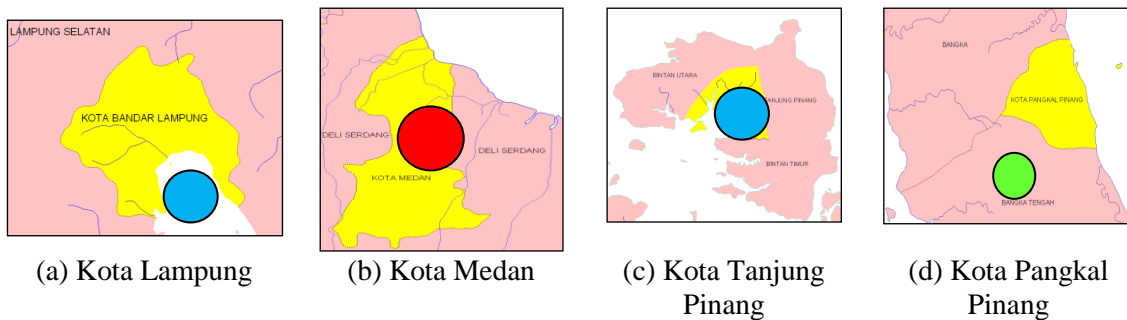 LAMPUNG SELATAN
KOTA BANDAR LAMPUNG
DELI SERDANG
DELI SERDANG
KOTA MEDAN
BINTAN UTARA
TANJUNG PINANG
BINTAN TIMUR
BANGKA
KOTA PANGKAL PINANG
BANGKA TENGAH
(a) Kota Lampung
(b) Kota Medan
(c) Kota Tanjung
Pinang
(d) Kota Pangkal
Pinang